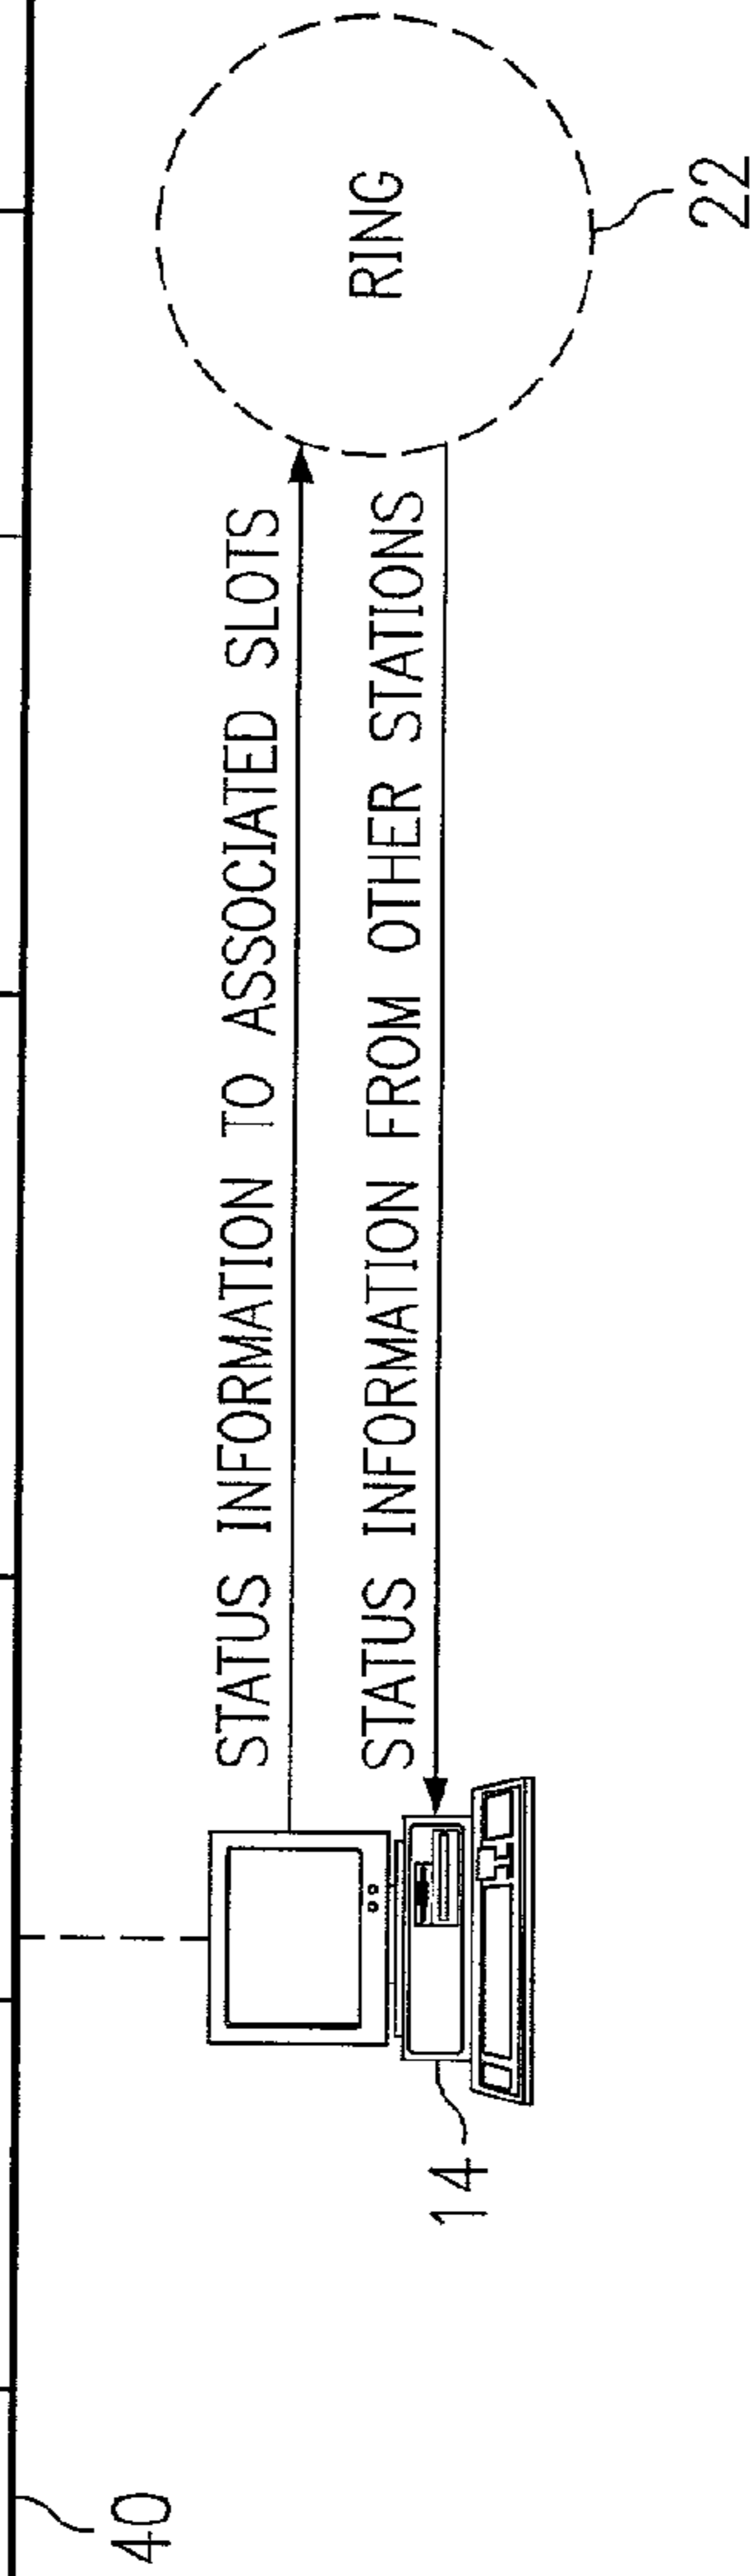 40
14
STATUS INFORMATION TO ASSOCIATED SLOTS
STATUS INFORMATION FROM OTHER STATIONS
RING
22